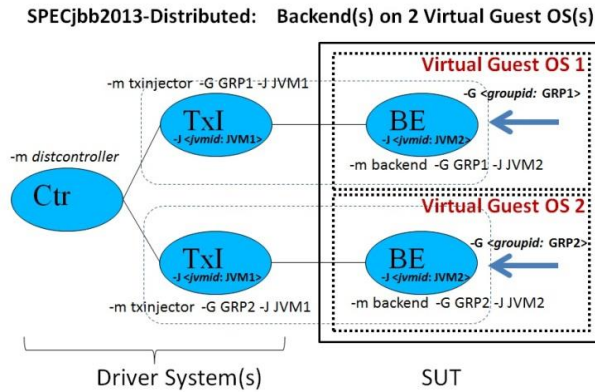 SPECjbb2013-Distributed: Backend(s) on 2 Virtual Guest OS(s)
Virtual Guest OS 1
-m txinjector -G GRP1 -J JVM1
-G <groupid: GRP1>
TxI
-J <jvmid: JVM1>
BE
-J <jvmid: JVM2>
-m distcontroller
-m backend -G GRP1 -J JVM2
Ctr
Virtual Guest OS 2
-G <groupid: GRP2>
TxI
-J <jvmid: JVM1>
BE
-J <jvmid: JVM2>
-m txinjector -G GRP2 -J JVM1
-m backend -G GRP2 -J JVM2
Driver System(s)
SUT